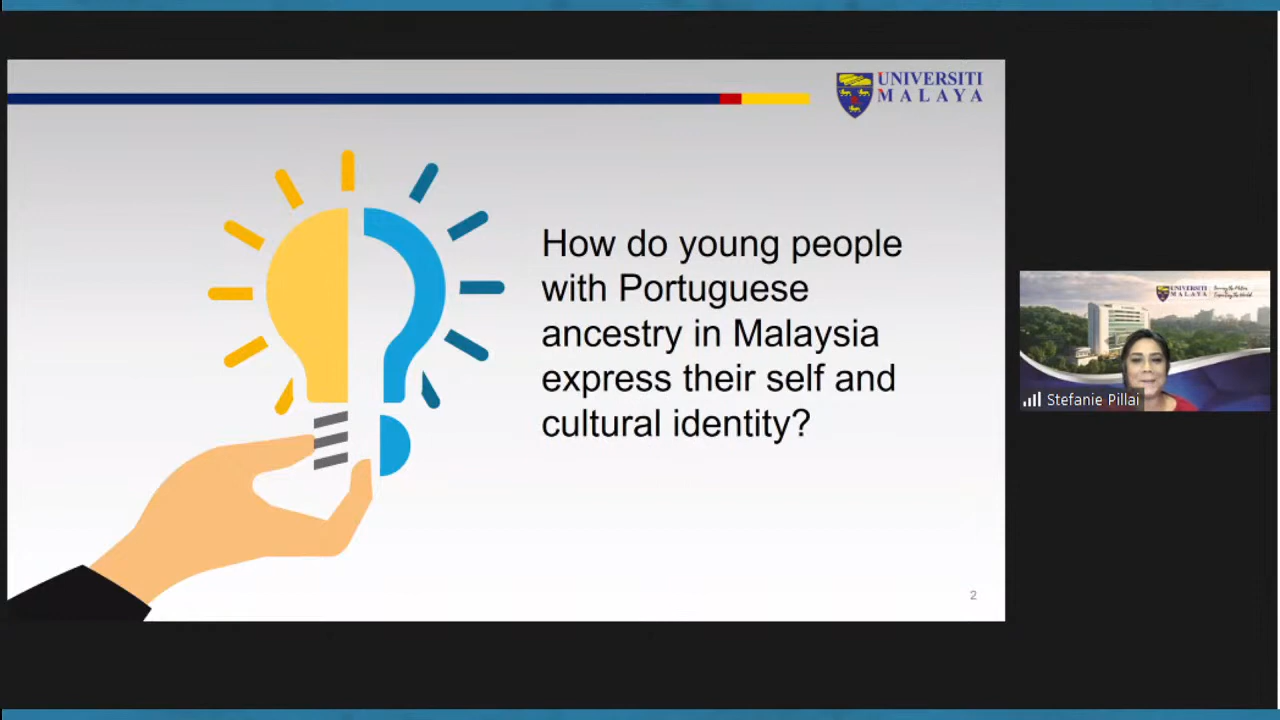 UNIVERSITI
MALAYA
How do young people
with Portuguese
ancestry in Malaysia
express their self and
cultural identity?
2
UNIVERSITI
MALAYA
Stefanie Pillai